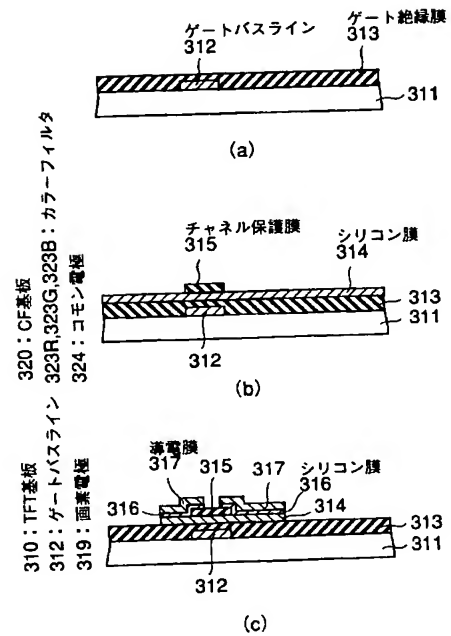 ゲートバスライン
312
ゲート絶縁膜
313
311
(a)
チャネル保護膜
315
シリコン膜
314
313
311
312
(b)
導電膜
317
315
317
シリコン膜
316
316
314
313
311
312
(c)
310：TFT基板
312：ゲートバスライン
319：画素電極
320：CF基板
323R,323G,323B：カラーフィルタ
324：コモン電極